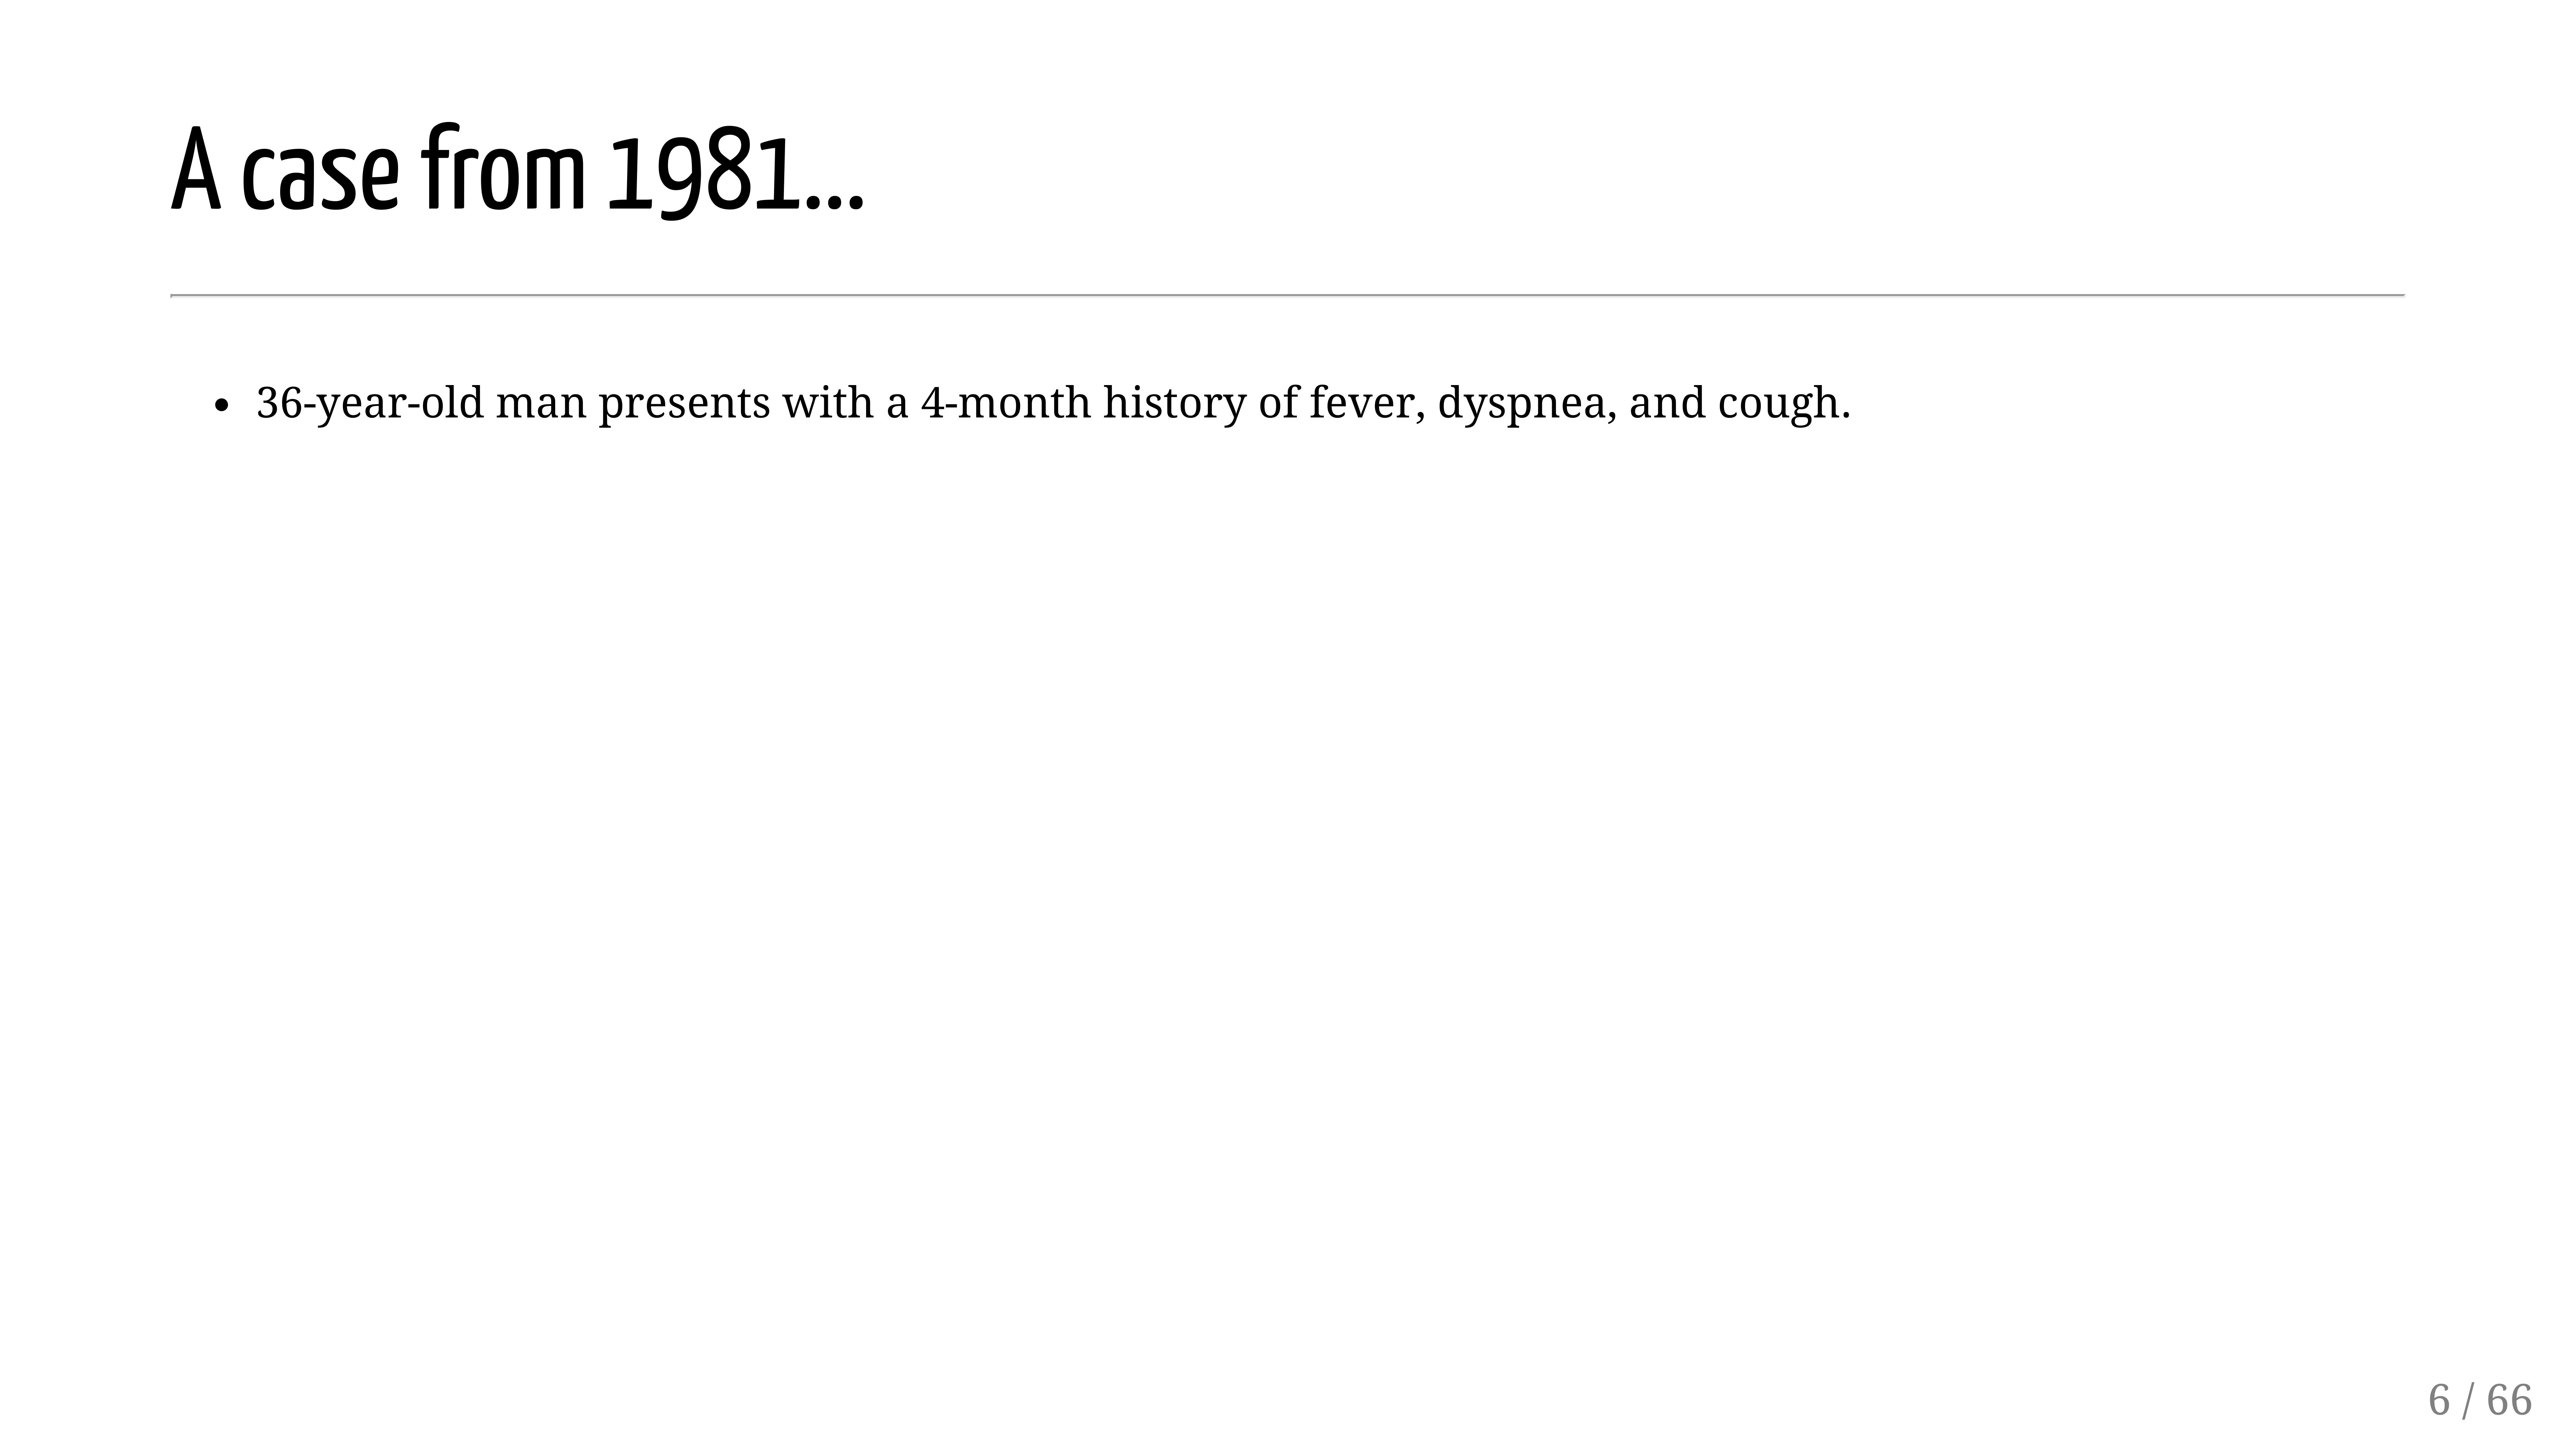 A case from 1981...
• 36-year-old man presents with a 4-month history of fever, dyspnea, and cough.
6 / 66